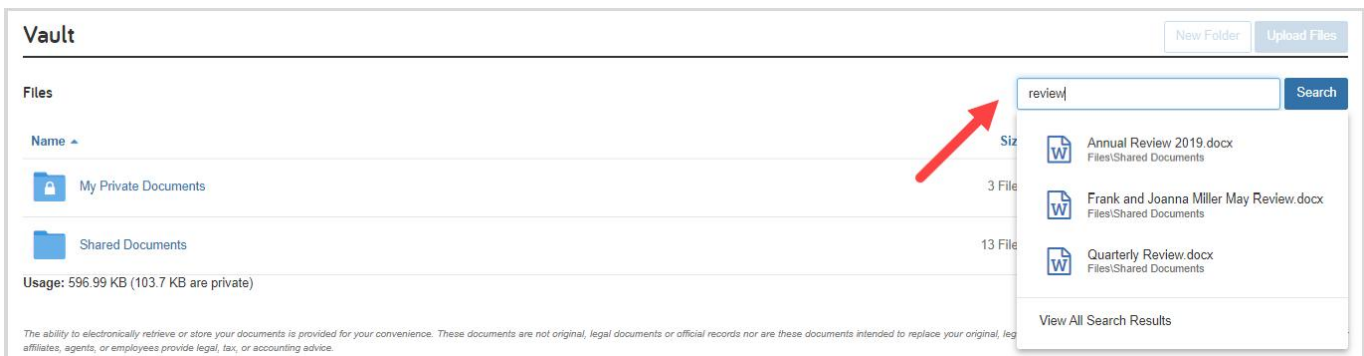 Vault
New Folder
Upload Files
Files
review
Search
Name
Siz
Annual Review 2019.docx
Files\Shared Documents
My Private Documents
3 File
Frank and Joanna Miller May Review.docx
Files\Shared Documents
Shared Documents
13 File
Quarterly Review.docx
Files\Shared Documents
Usage: 596.99 KB (103.7 KB are private)
View All Search Results
The ability to electronically retrieve or store your documents is provided for your convenience. These documents are not original, legal documents or official records nor are these documents intended to replace your original, leg
affiliates, agents, or employees provide legal, tax, or accounting advice.